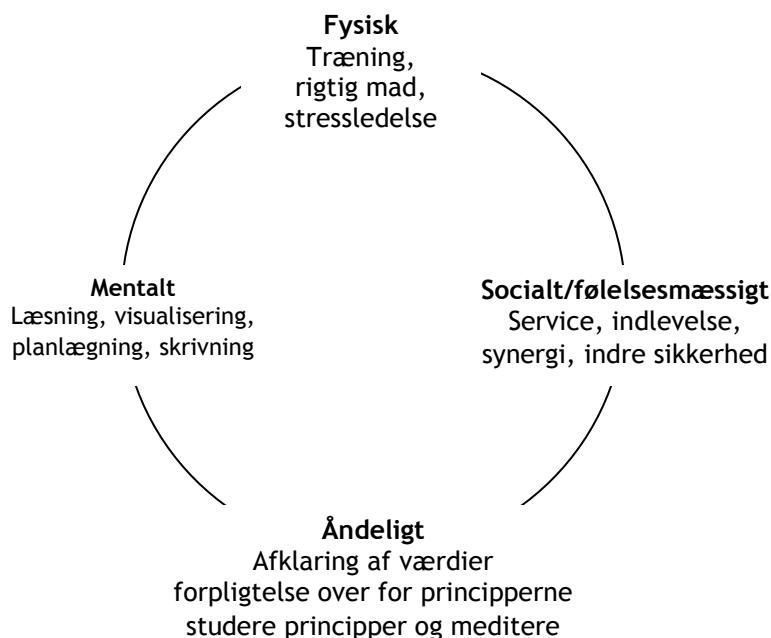 Fysisk
Træning,
rigtig mad,
stressledelse
Mentalt
Læsning, visualisering,
planlægning, skrivning
Socialt/følelsesmæssigt
Service, indlevelse,
synergi, indre sikkerhed
Åndeligt
Afklaring af værdier
forpligtelse over for principperne
studere principper og meditere